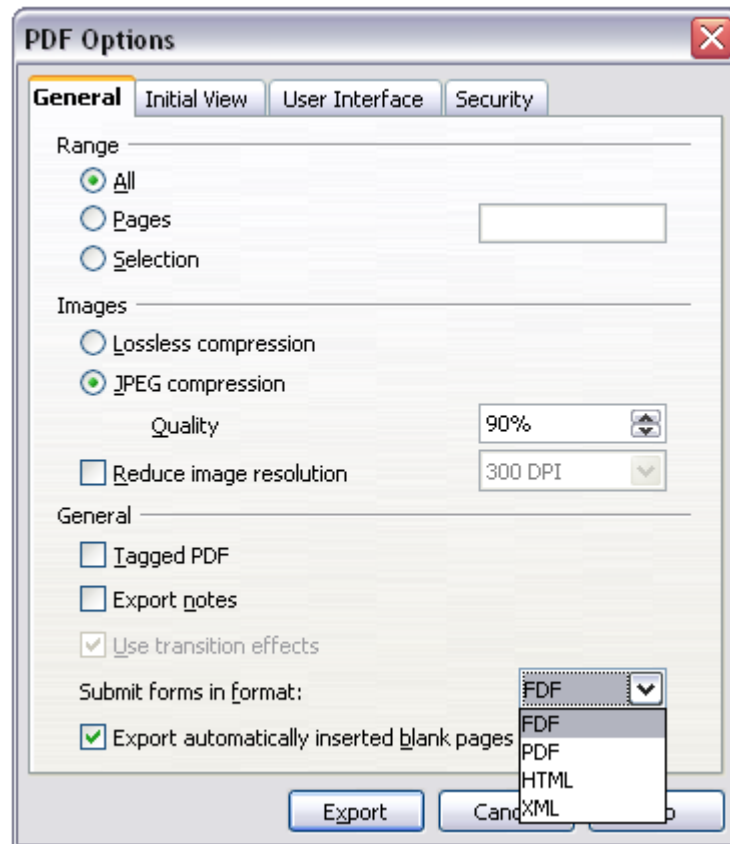 PDF Options
General Initial View User Interface Security
Range
All
Pages
Selection
Images
Lossless compression
JPEG compression
Quality 90%
Reduce image resolution 300 DPI
General
Tagged PDF
Export notes
Use transition effects
Submit forms in format: FDF
FDF
Export automatically inserted blank pages
PDF
HTML
XML
Export